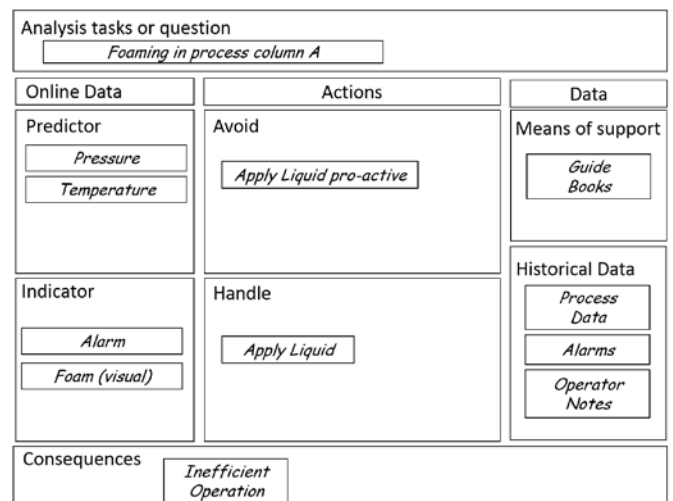 Analysis tasks or question
Foaming in process column A
Online Data
Actions
Data
Predictor
Pressure
Temperature
Avoid
Apply Liquid pro-active
Means of support
Guide
Books
Indicator
Alarm
Foam (visual)
Handle
Apply Liquid
Historical Data
Process
Data
Alarms
Operator
Notes
Consequences
Inefficient
Operation